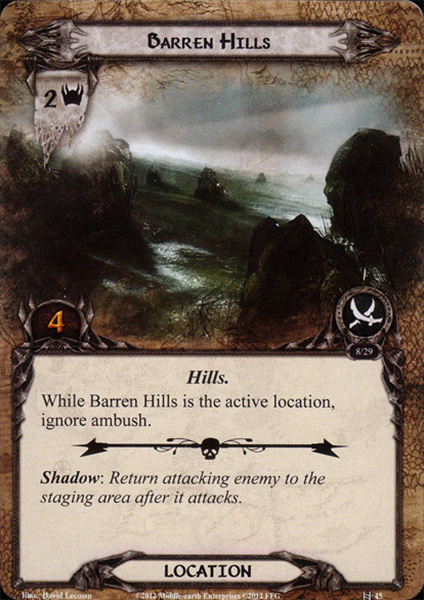 BARREN HILLS
2
4
8/29
Hills.
While Barren Hills is the active location,
ignore ambush.
Shadow: Return attacking enemy to the
staging area after it attacks.
LOCATION
Illus. David Lecossu ©2012 Middle-earth Enterprises ©2012 FFG 45